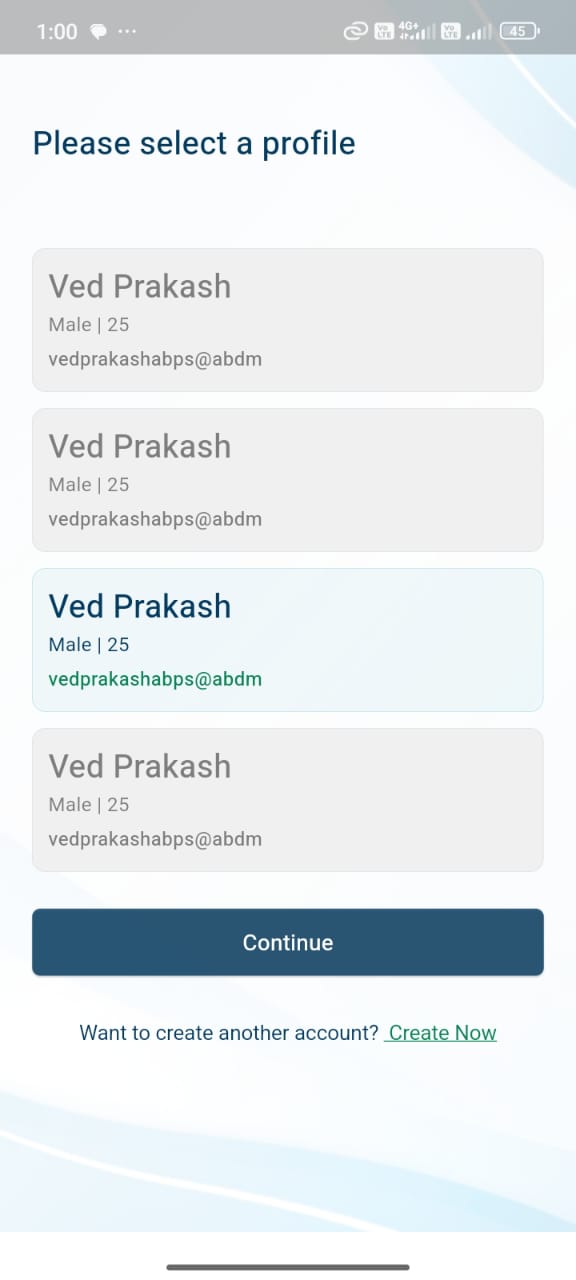 1:00
Vo LTE 4G+ Vo LTE 45
Please select a profile
Ved Prakash
Male | 25
vedprakashabps@abdm
Ved Prakash
Male | 25
vedprakashabps@abdm
Ved Prakash
Male | 25
vedprakashabps@abdm
Ved Prakash
Male | 25
vedprakashabps@abdm
Continue
Want to create another account? Create Now